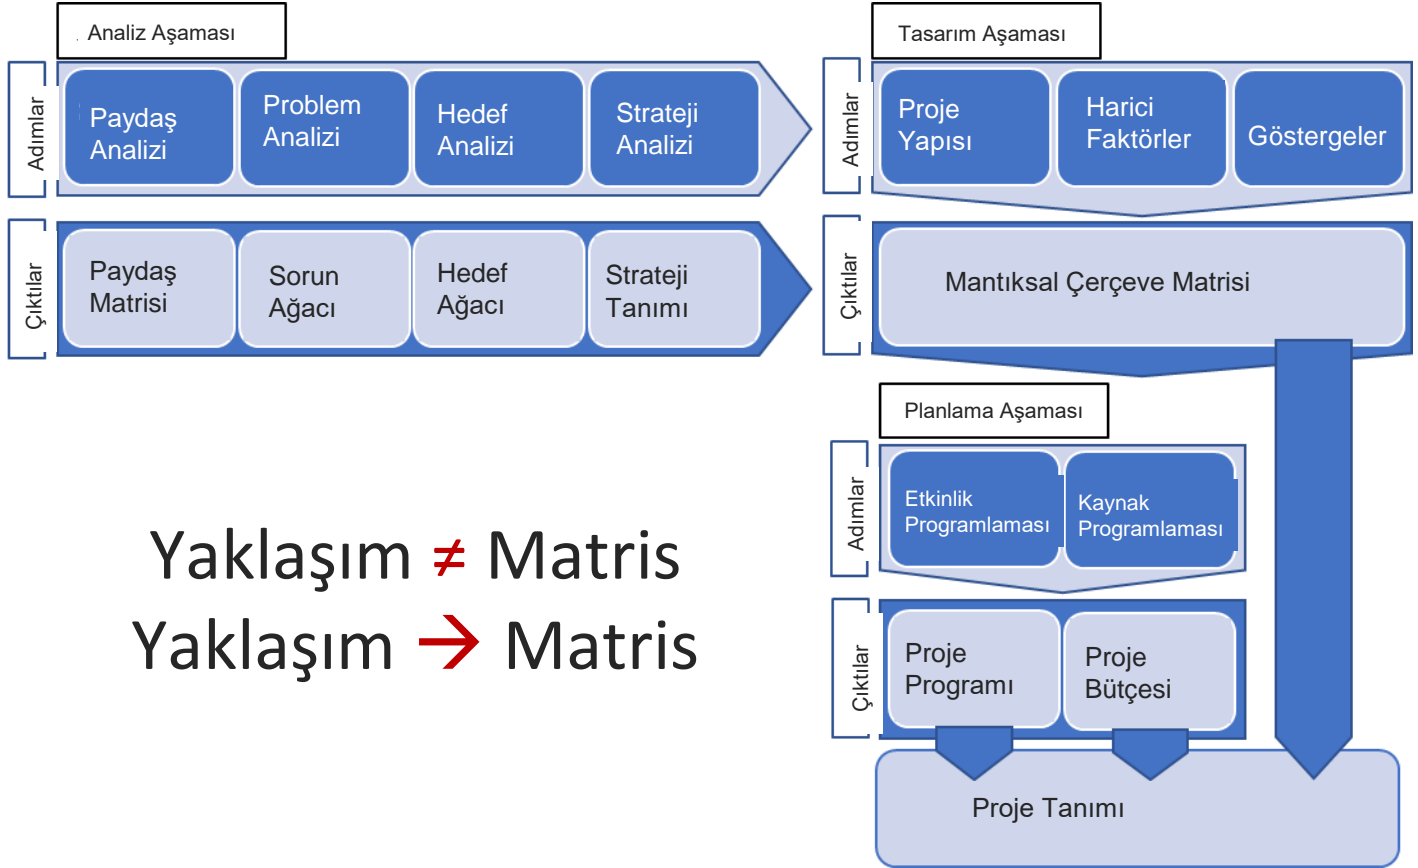 Analiz Aşaması
Adımlar
Paydaş
Analizi
Problem
Analizi
Hedef
Analizi
Strateji
Analizi
Çıktılar
Paydaş
Matrisi
Sorun
Ağacı
Hedef
Ağacı
Strateji
Tanımı
Tasarım Aşaması
Adımlar
Proje
Yapısı
Harici
Faktörler
Göstergeler
Çıktılar
Mantıksal Çerçeve Matrisi
Planlama Aşaması
Adımlar
Etkinlik
Programlaması
Kaynak
Programlaması
Çıktılar
Proje
Programı
Proje
Bütçesi
Proje Tanımı
Yaklaşım ≠ Matris
Yaklaşım → Matris